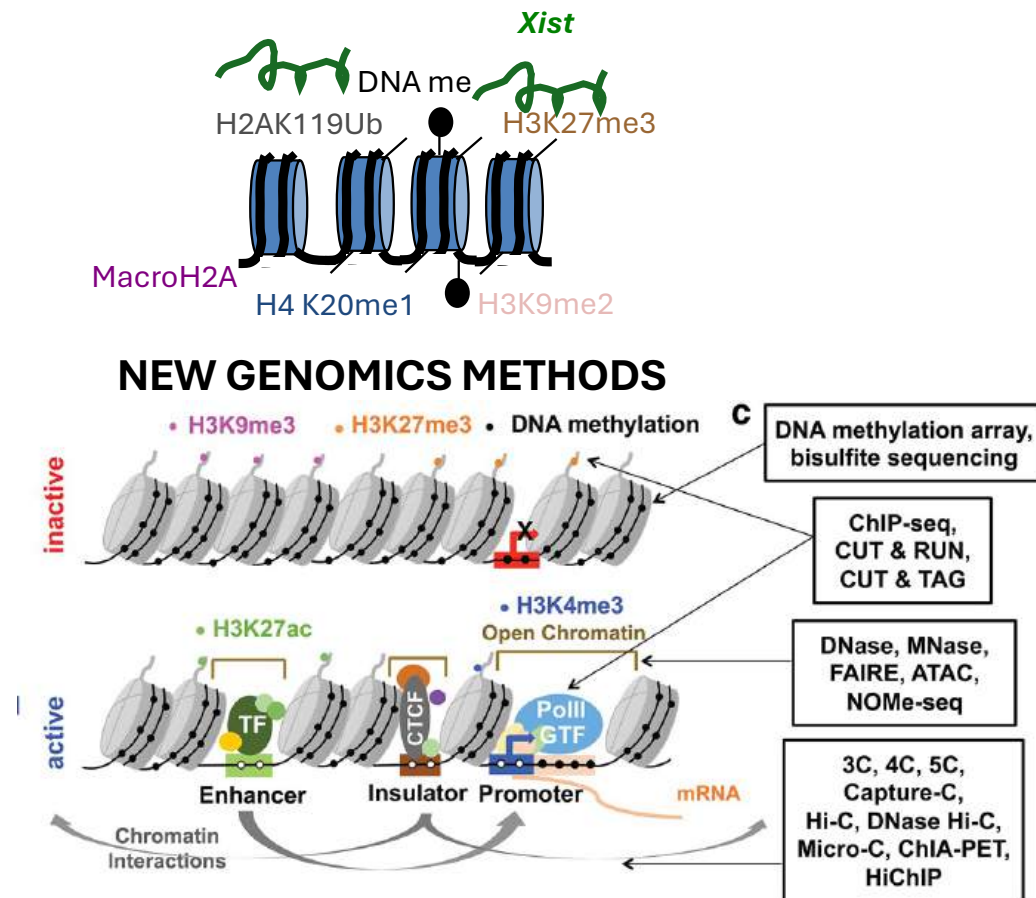 Xist
DNA me
H2AK119Ub
H3K27me3
MacroH2A
H4 K20me1
H3K9me2
NEW GENOMICS METHODS
c
H3K9me3
H3K27me3
DNA methylation
DNA methylation array,
bisulfite sequencing
inactive
X
ChIP-seq,
CUT & RUN,
CUT & TAG
H3K4me3
H3K27ac
Open Chromatin
DNase, MNase,
FAIRE, ATAC,
NOMe-seq
active
TF
CTCF
PolII
GTF
Enhancer
Insulator
Promoter
mRNA
Chromatin
Interactions
3C, 4C, 5C,
Capture-C,
Hi-C, DNase Hi-C,
Micro-C, ChIA-PET,
HiChIP